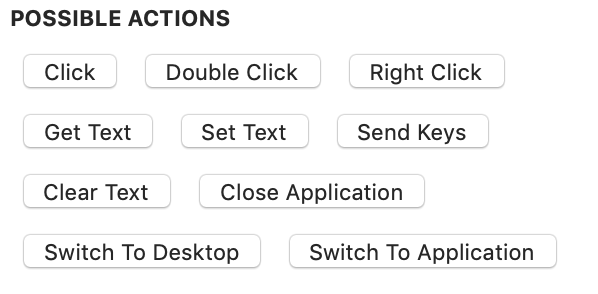 POSSIBLE ACTIONS
Click Double Click Right Click
Get Text Set Text Send Keys
Clear Text Close Application
Switch To Desktop Switch To Application